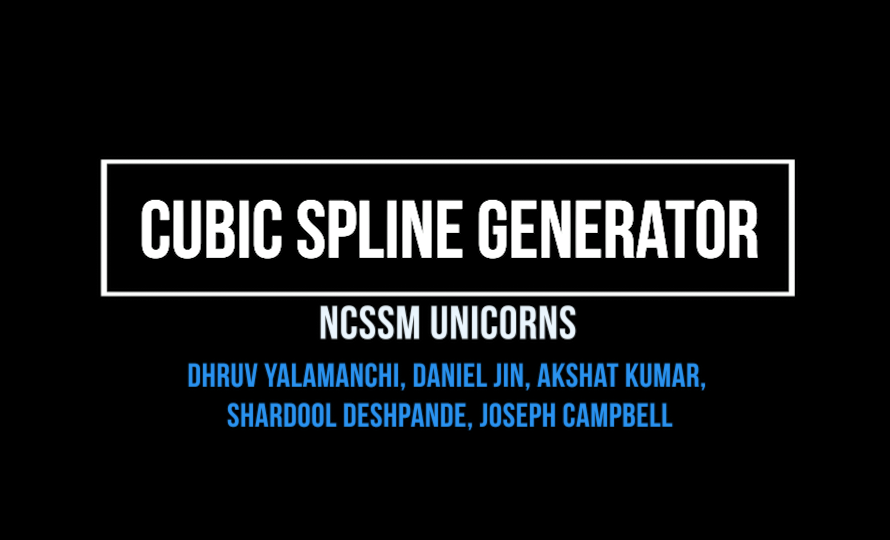 CUBIC SPLINE GENERATOR
NCSSM UNICORNS
DHRUV YALAMANCHI, DANIEL JIN, AKSHAT KUMAR,
SHARDOOL DESHPANDE, JOSEPH CAMPBELL